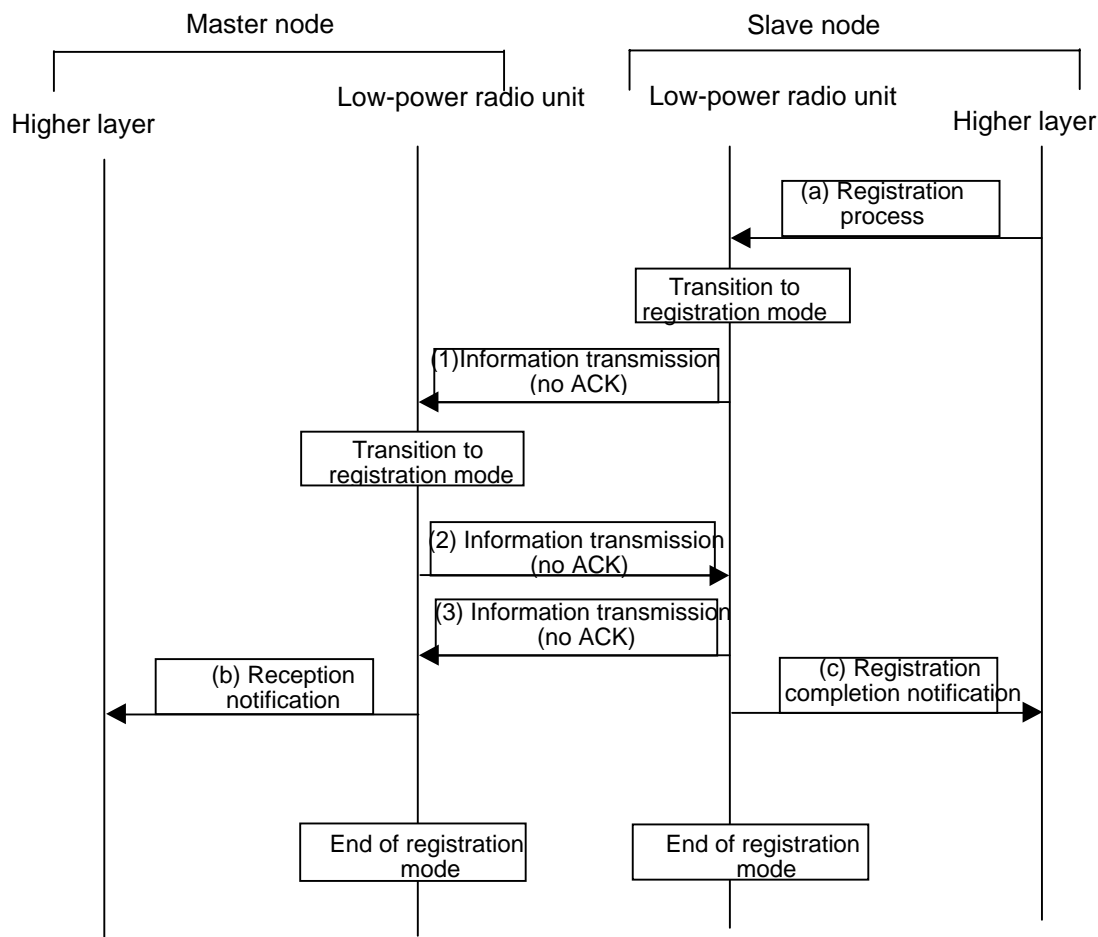 Master node
Slave node
Low-power radio unit
Low-power radio unit
Higher layer
Higher layer
(a) Registration
process
Transition to
registration mode
(1)Information transmission
(no ACK)
Transition to
registration mode
(2) Information transmission
(no ACK)
(3) Information transmission
(no ACK)
(b) Reception
notification
(c) Registration
completion notification
End of registration
mode
End of registration
mode